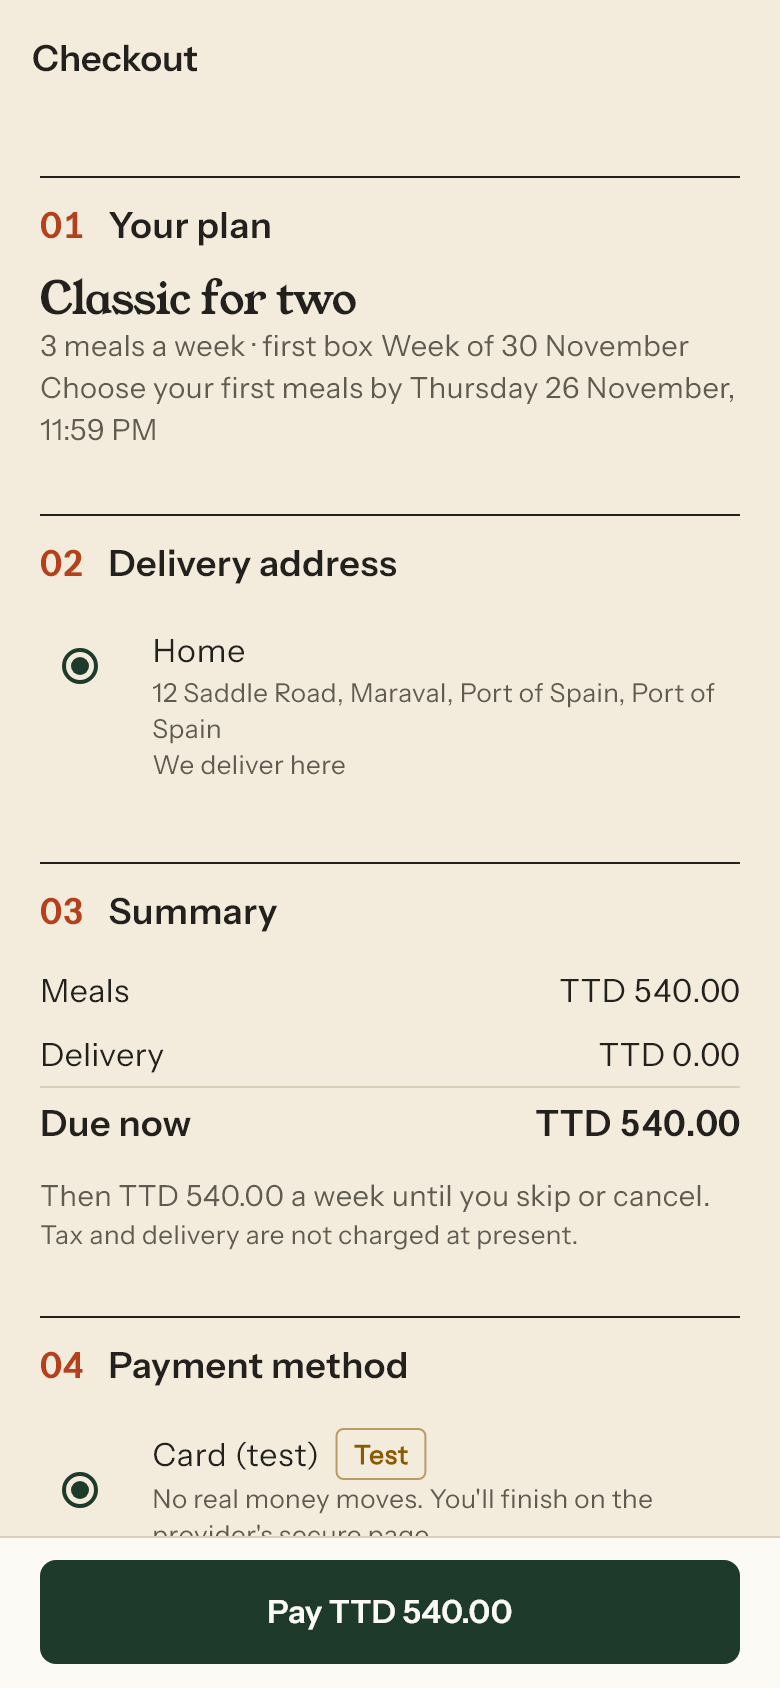 Checkout
01 Your plan
Classic for two
3 meals a week · first box Week of 30 November
Choose your first meals by Thursday 26 November,
11:59 PM
02 Delivery address
Home
12 Saddle Road, Maraval, Port of Spain, Port of
Spain
We deliver here
03 Summary
Meals TTD 540.00
Delivery TTD 0.00
Due now TTD 540.00
Then TTD 540.00 a week until you skip or cancel.
Tax and delivery are not charged at present.
04 Payment method
Card (test) Test
No real money moves. You'll finish on the
provider's secure page
Pay TTD 540.00